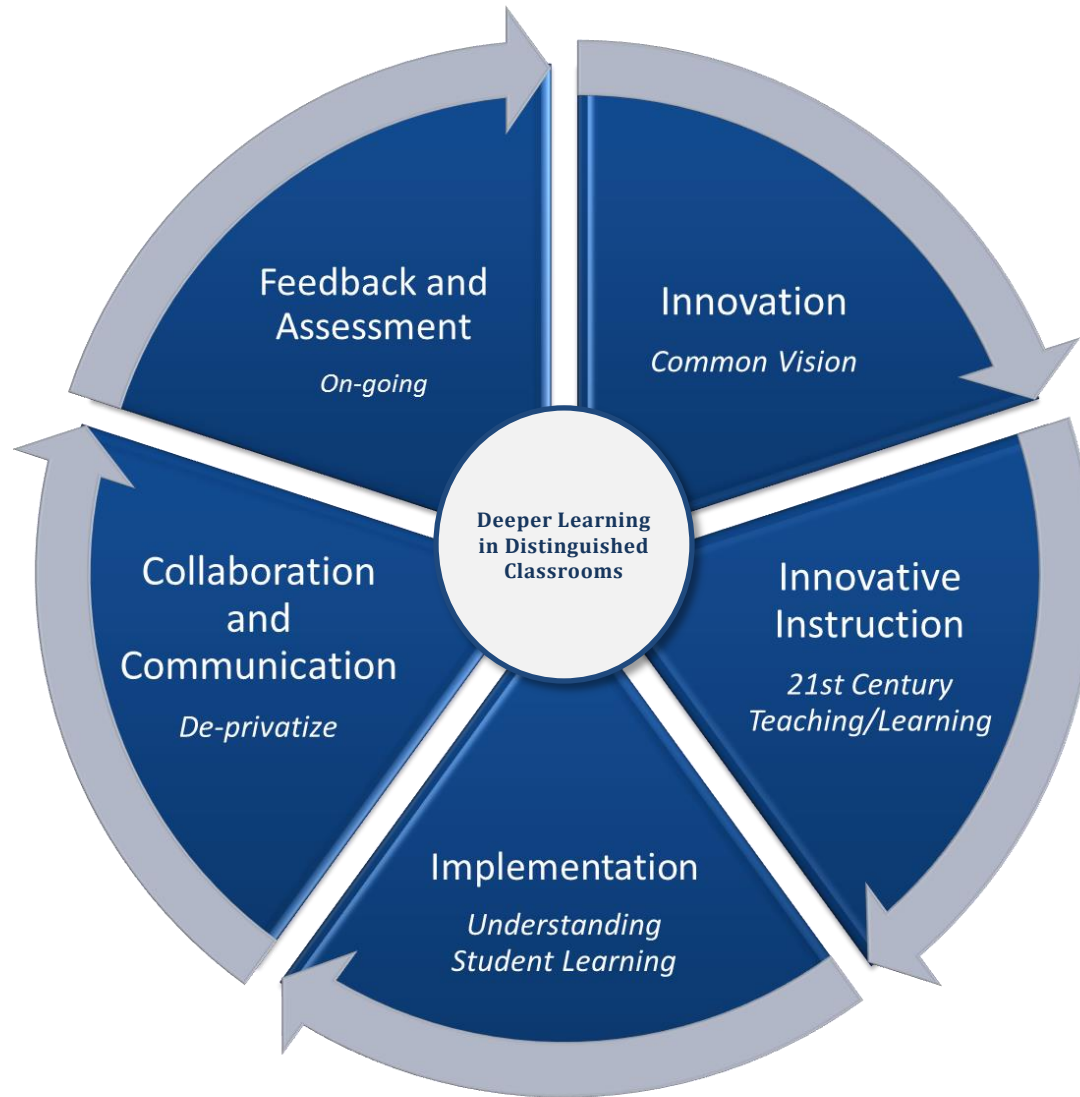 Feedback and
Assessment
On-going
Innovation
Common Vision
Deeper Learning
in Distinguished
Classrooms
Collaboration
and
Communication
De-privatize
Innovative
Instruction
21st Century
Teaching/Learning
Implementation
Understanding
Student Learning